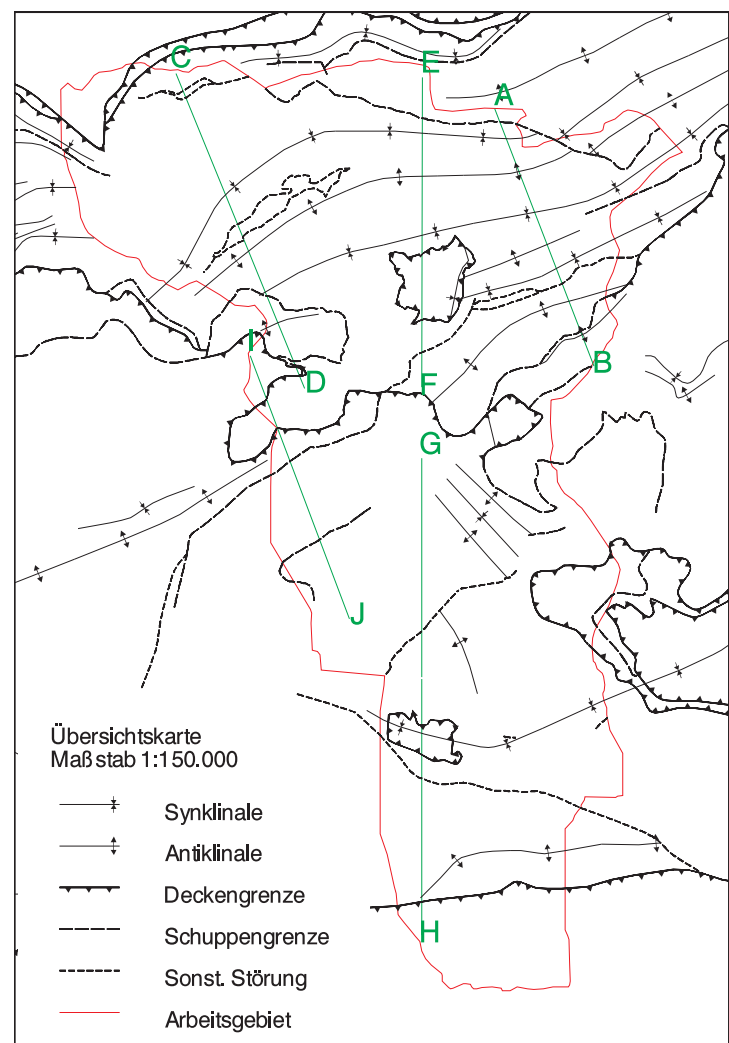 C
E
A
I
D
F
B
G
J
Übersichtskarte
Maßstab 1:150.000
Synklinale
Antiklinale
Deckengrenze
Schuppengrenze
Sonst. Störung
Arbeitsgebiet
H